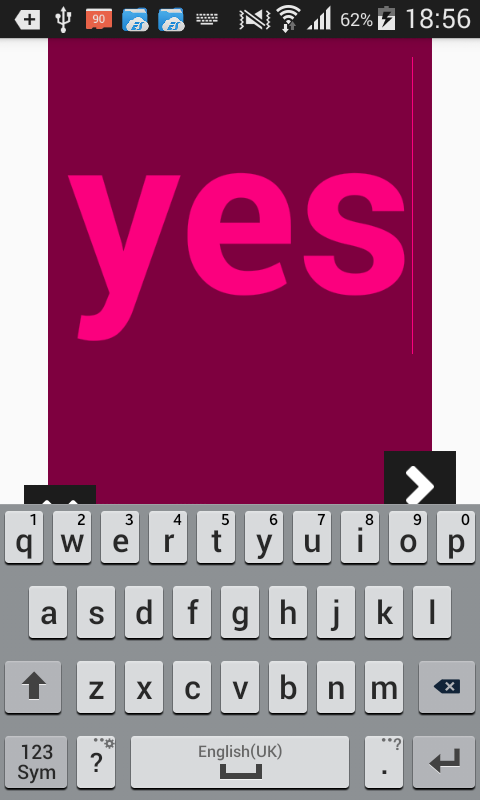 90 62% 18:56
yes
1 2 3 4 5 6 7 8 9 0
q w e r t y u i o p
a s d f g h j k l
z x c v b n m
123 ? English(UK) . ?
Sym ?